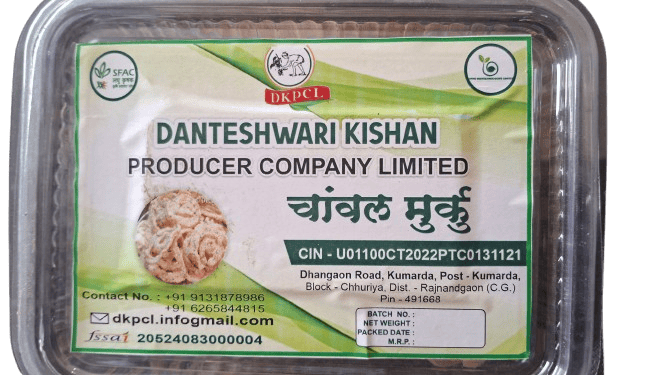 SFAC
DKPCL
DANTESHWARI KISHAN
PRODUCER COMPANY LIMITED
चांवल मुर्कु
CIN - U01100CT2022PTC0131121
Dhangaon Road, Kumarda, Post - Kumarda,
Block - Chhuriya, Dist. - Rajnandgaon (C.G.)
Pin - 491668
Contact No. : +91 9131878986
+91 6265844815
dkpcl.infogmail.com
fssai 20524083000004
BATCH NO. :
NET WEIGHT :
PACKED DATE :
M.R.P. :